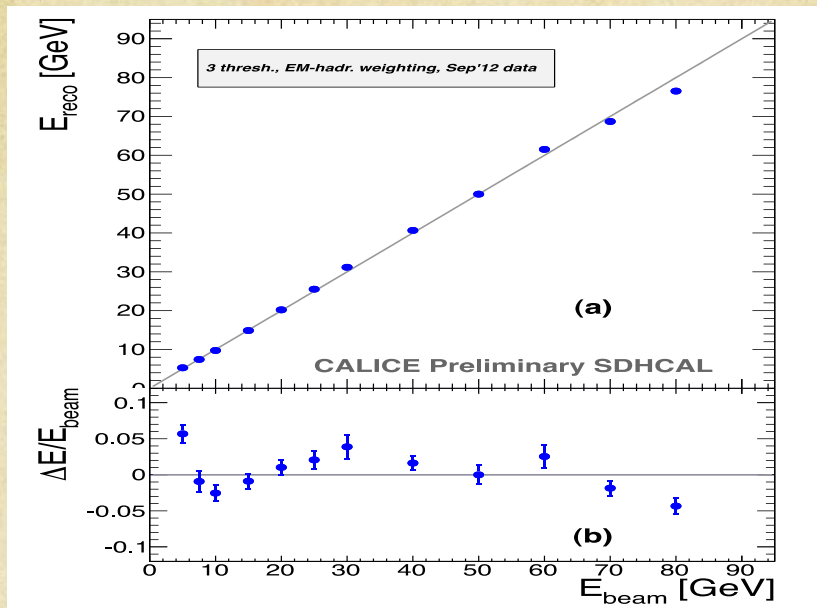 E_reco [GeV]
90
80
70
60
50
40
30
20
10
0
3 thresh., EM-hadr. weighting, Sep'12 data
(a)
CALICE Preliminary SDHCAL
ΔE/E_beam
0.1
0.05
0
-0.05
-0.1
(b)
0 10 20 30 40 50 60 70 80 90
E_beam [GeV]